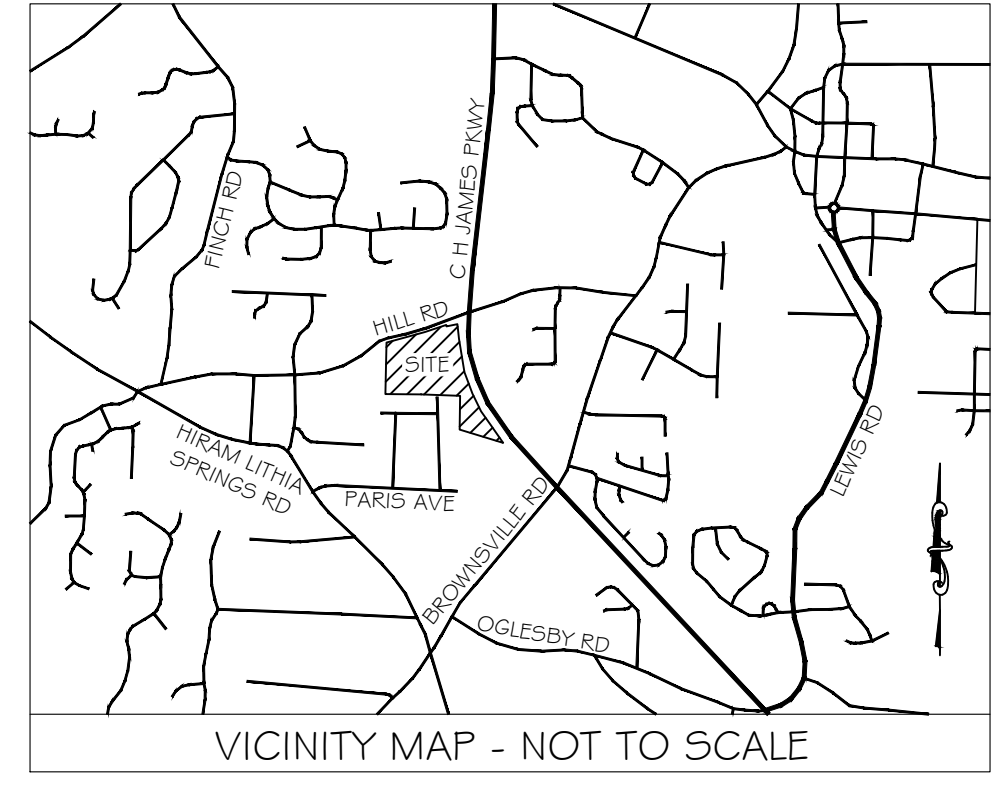 FINCH RD
C H JAMES PKWY
HILL RD
SITE
HIRAM LITHIA
SPRINGS RD
PARIS AVE
BROWNSVILLE RD
OGLESBY RD
LEWIS RD
VICINITY MAP - NOT TO SCALE